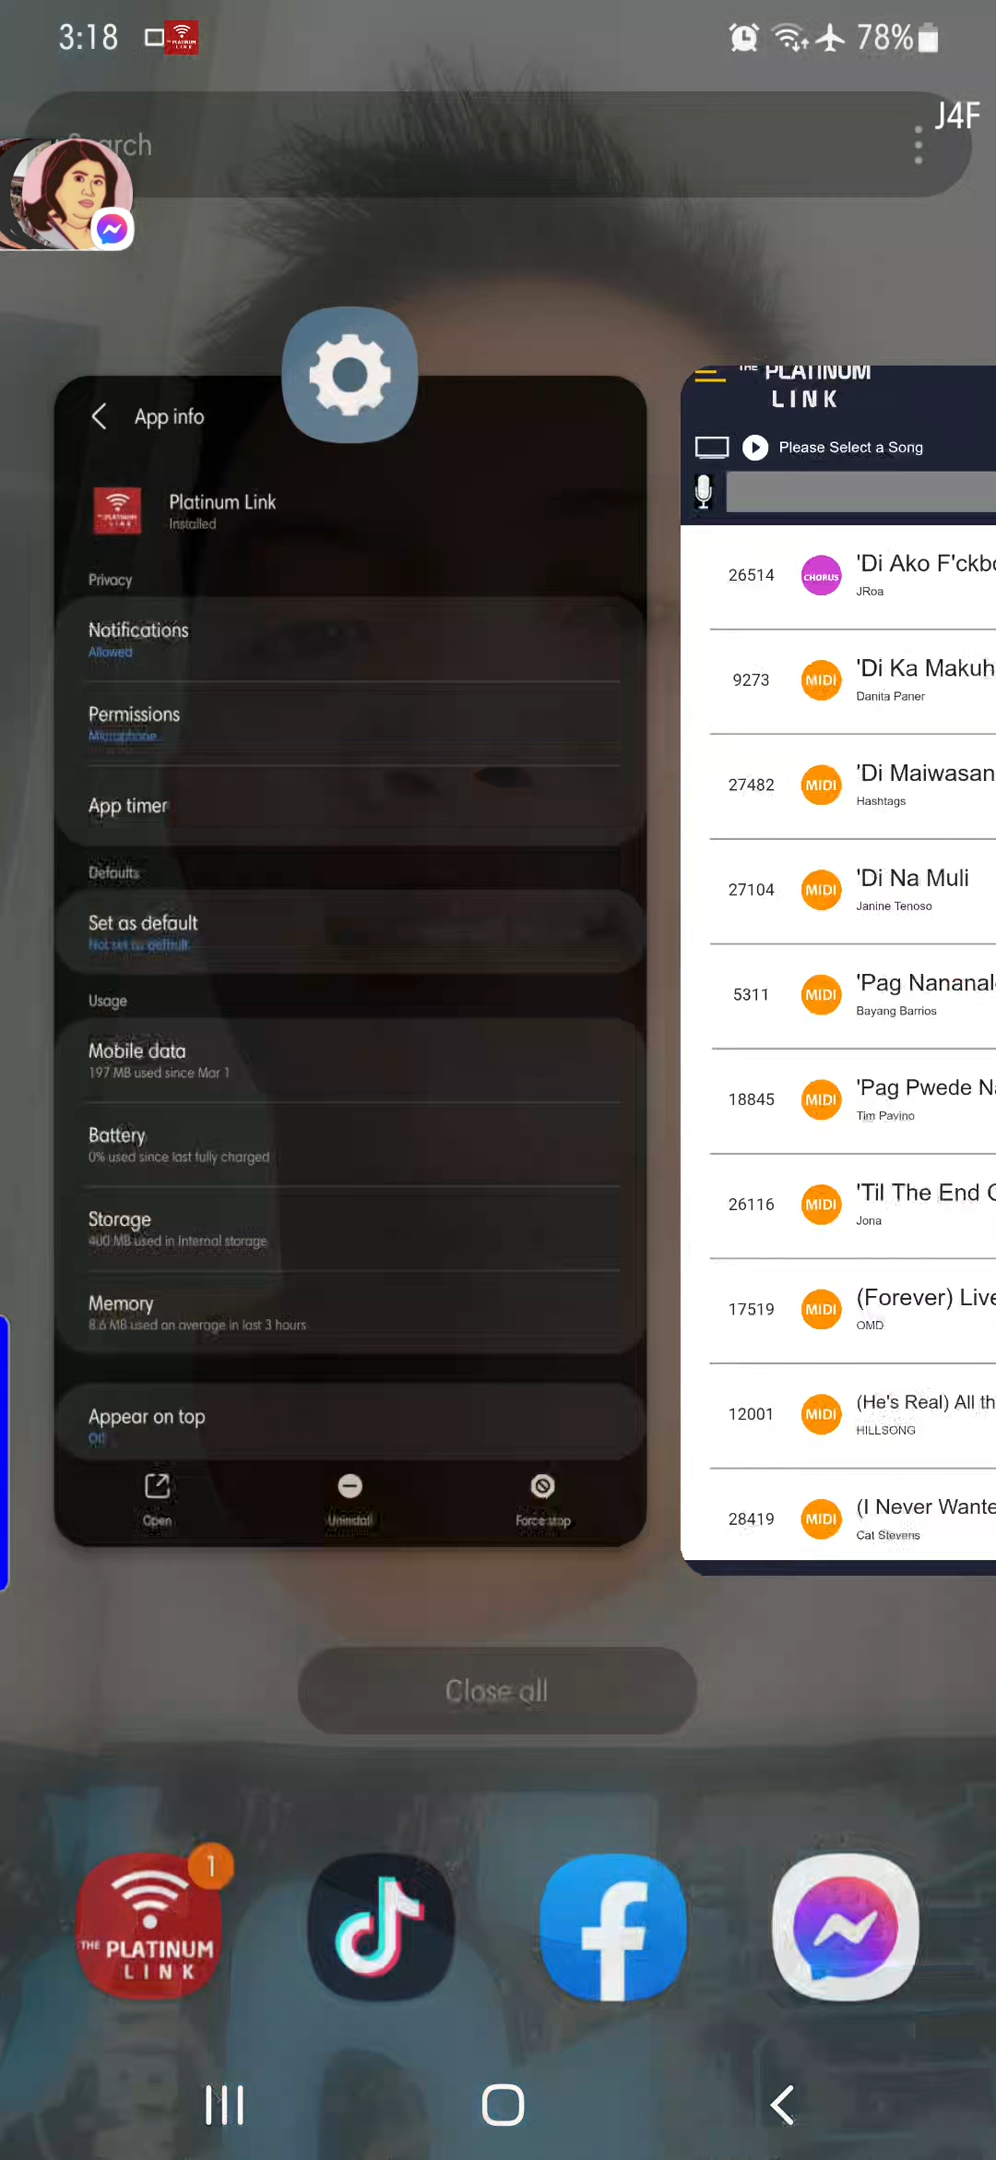 3:18
78%
J4F
Search
App info
Platinum Link
Installed
Privacy
Notifications
Allowed
Permissions
Microphone
App timer
Defaults
Set as default
Not set as default
Usage
Mobile data
197 MB used since Mar 1
Battery
0% used since last fully charged
Storage
400 MB used in Internal storage
Memory
8.6 MB used on average in last 3 hours
Appear on top
Off
Open
Uninstall
Force stop
THE PLATINUM
LINK
Please Select a Song
26514
CHORUS
'Di Ako F'ckbo
JRoa
9273
MIDI
'Di Ka Makuh
Danita Paner
27482
MIDI
'Di Maiwasan
Hashtags
27104
MIDI
'Di Na Muli
Janine Tenoso
5311
MIDI
'Pag Nananal
Bayang Barrios
18845
MIDI
'Pag Pwede Na
Tim Pavino
26116
MIDI
'Til The End
Jona
17519
MIDI
(Forever) Live
OMD
12001
MIDI
(He's Real) All th
HILLSONG
28419
MIDI
(I Never Wante
Cat Stevens
Close all
1
THE PLATINUM
LINK